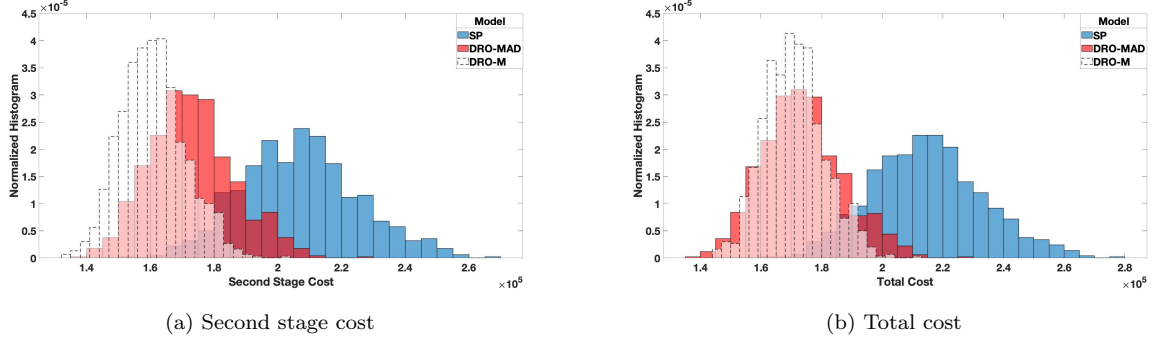 ×10⁻⁵
4.5
4
3.5
3
2.5
2
1.5
1
0.5
0
Normalized Histogram
1.4 1.6 1.8 2 2.2 2.4 2.6
×10⁵
Second Stage Cost
Model
SP
DRO-MAD
DRO-M
(a) Second stage cost
×10⁻⁵
4.5
4
3.5
3
2.5
2
1.5
1
0.5
0
Normalized Histogram
1.4 1.6 1.8 2 2.2 2.4 2.6 2.8
×10⁵
Total Cost
Model
SP
DRO-MAD
DRO-M
(b) Total cost